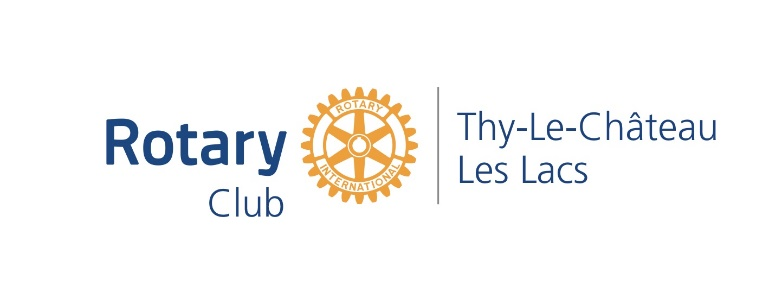 Rotary
Club
ROTARY
INTERNATIONAL
Thy-Le-Château
Les Lacs